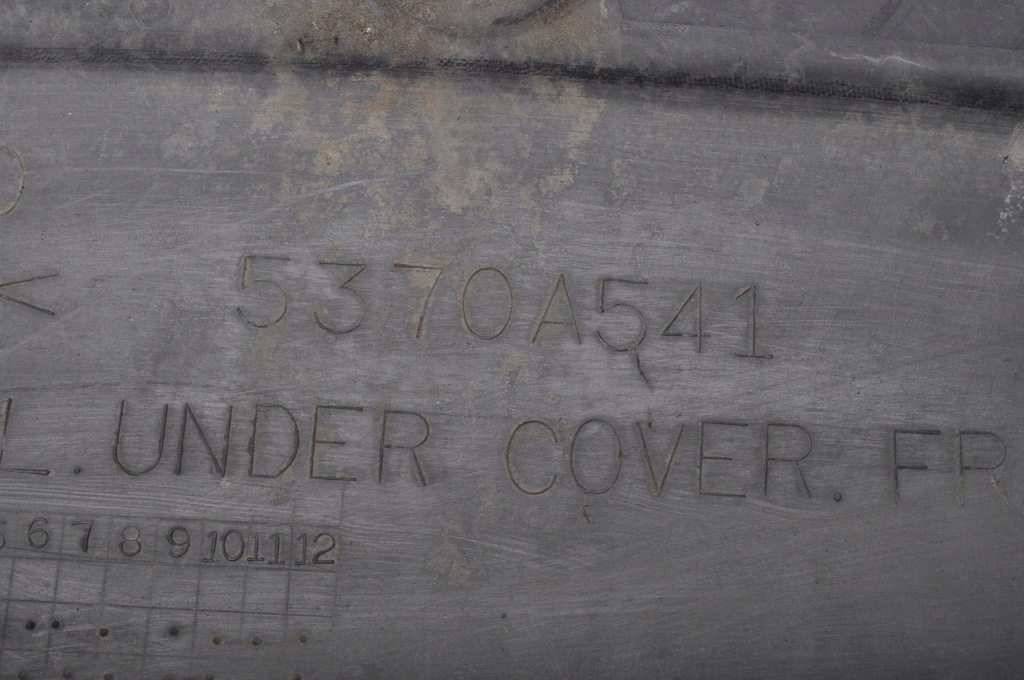 < 5370A541
L. UNDER COVER. FR
6 7 8 9 10 11 12